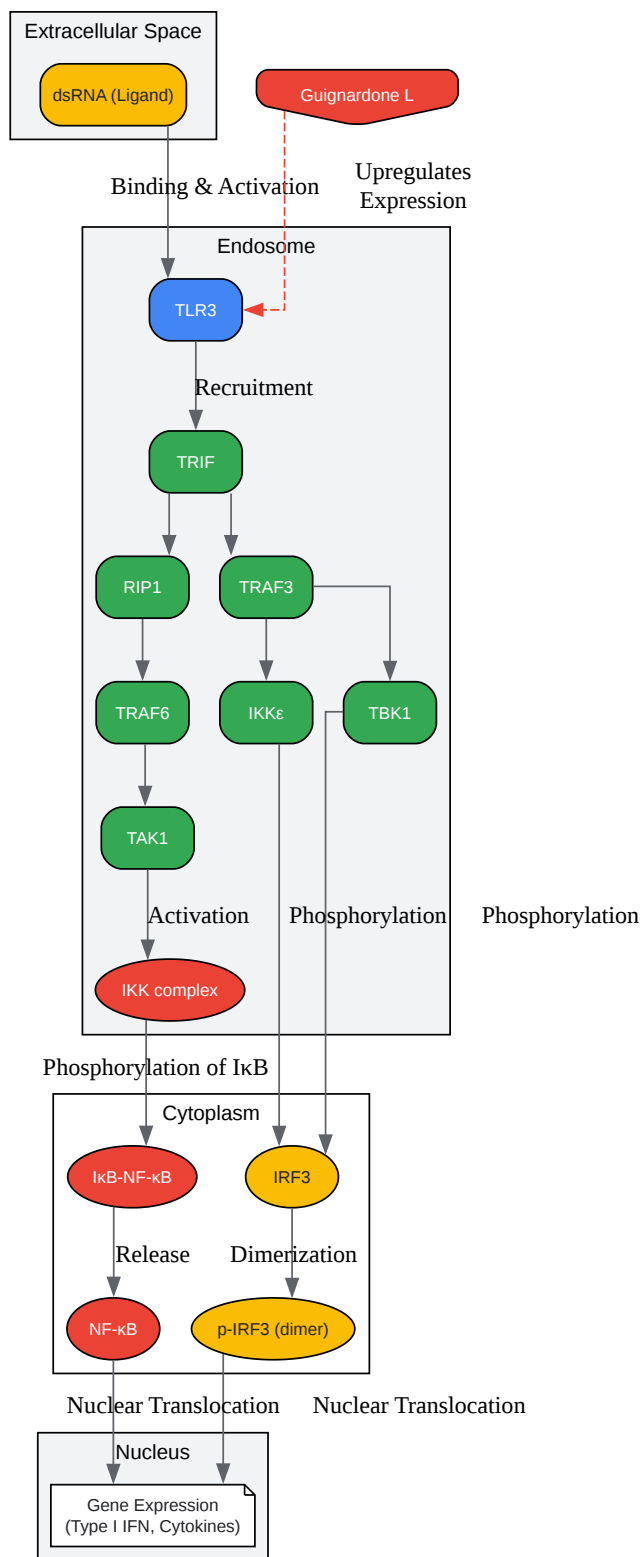 Extracellular Space
dsRNA (Ligand)
Guignardone L
Binding & Activation
Upregulates
Expression
Endosome
TLR3
Recruitment
TRIF
RIP1
TRAF3
TRAF6
IKKε
TBK1
TAK1
Activation
Phosphorylation
Phosphorylation
IKK complex
Phosphorylation of IκB
Cytoplasm
IκB-NF-κB
IRF3
Release
Dimerization
NF-κB
p-IRF3 (dimer)
Nuclear Translocation
Nuclear Translocation
Nucleus
Gene Expression
(Type I IFN, Cytokines)